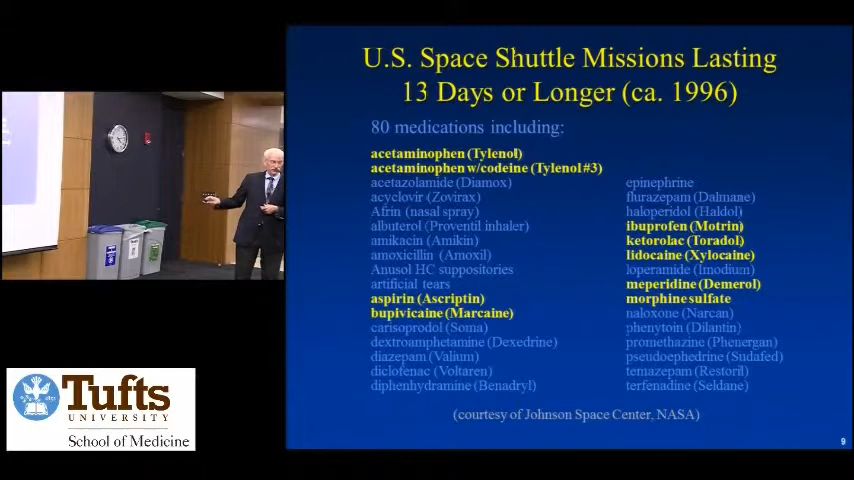 U.S. Space Shuttle Missions Lasting
13 Days or Longer (ca. 1996)
80 medications including:
acetaminophen (Tylenol)
acetaminophen w/codeine (Tylenol #3)
acetazolamide (Diamox)
acyclovir (Zovirax)
Afrin (nasal spray)
albuterol (Proventil inhaler)
amikacin (Amikin)
amoxicillin (Amoxil)
Anusol HC suppositories
artificial tears
aspirin (Ascriptin)
bupivicaine (Marcaine)
carisoprodol (Soma)
dextroamphetamine (Dexedrine)
diazepam (Valium)
diclofenac (Voltaren)
diphenhydramine (Benadryl)
epinephrine
flurazepam (Dalmane)
haloperidol (Haldol)
ibuprofen (Motrin)
ketorolac (Toradol)
lidocaine (Xylocaine)
loperamide (Imodium)
meperidine (Demerol)
morphine sulfate
naloxone (Narcan)
phenytoin (Dilantin)
promethazine (Phenergan)
pseudoephedrine (Sudafed)
temazepam (Restoril)
terfenadine (Seldane)
(courtesy of Johnson Space Center, NASA)
9
Tufts
UNIVERSITY
School of Medicine